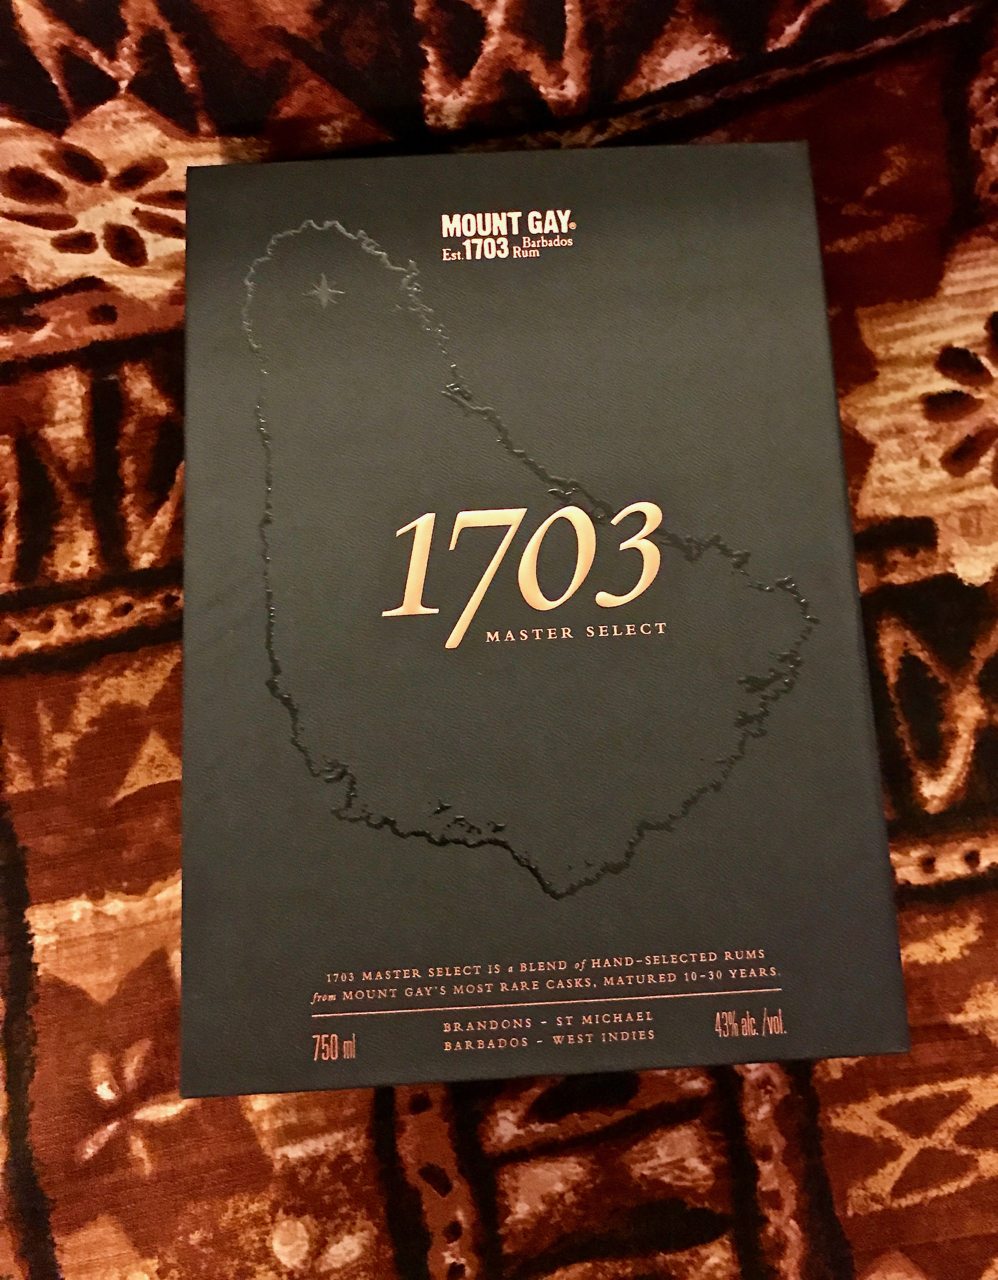 MOUNT GAY®
Est. 1703 Barbados Rum
1703
MASTER SELECT
1703 MASTER SELECT IS a BLEND of HAND-SELECTED RUMS
from MOUNT GAY'S MOST RARE CASKS, MATURED 10-30 YEARS.
750 ml
BRANDONS - ST MICHAEL
BARBADOS - WEST INDIES
43% alc./vol.